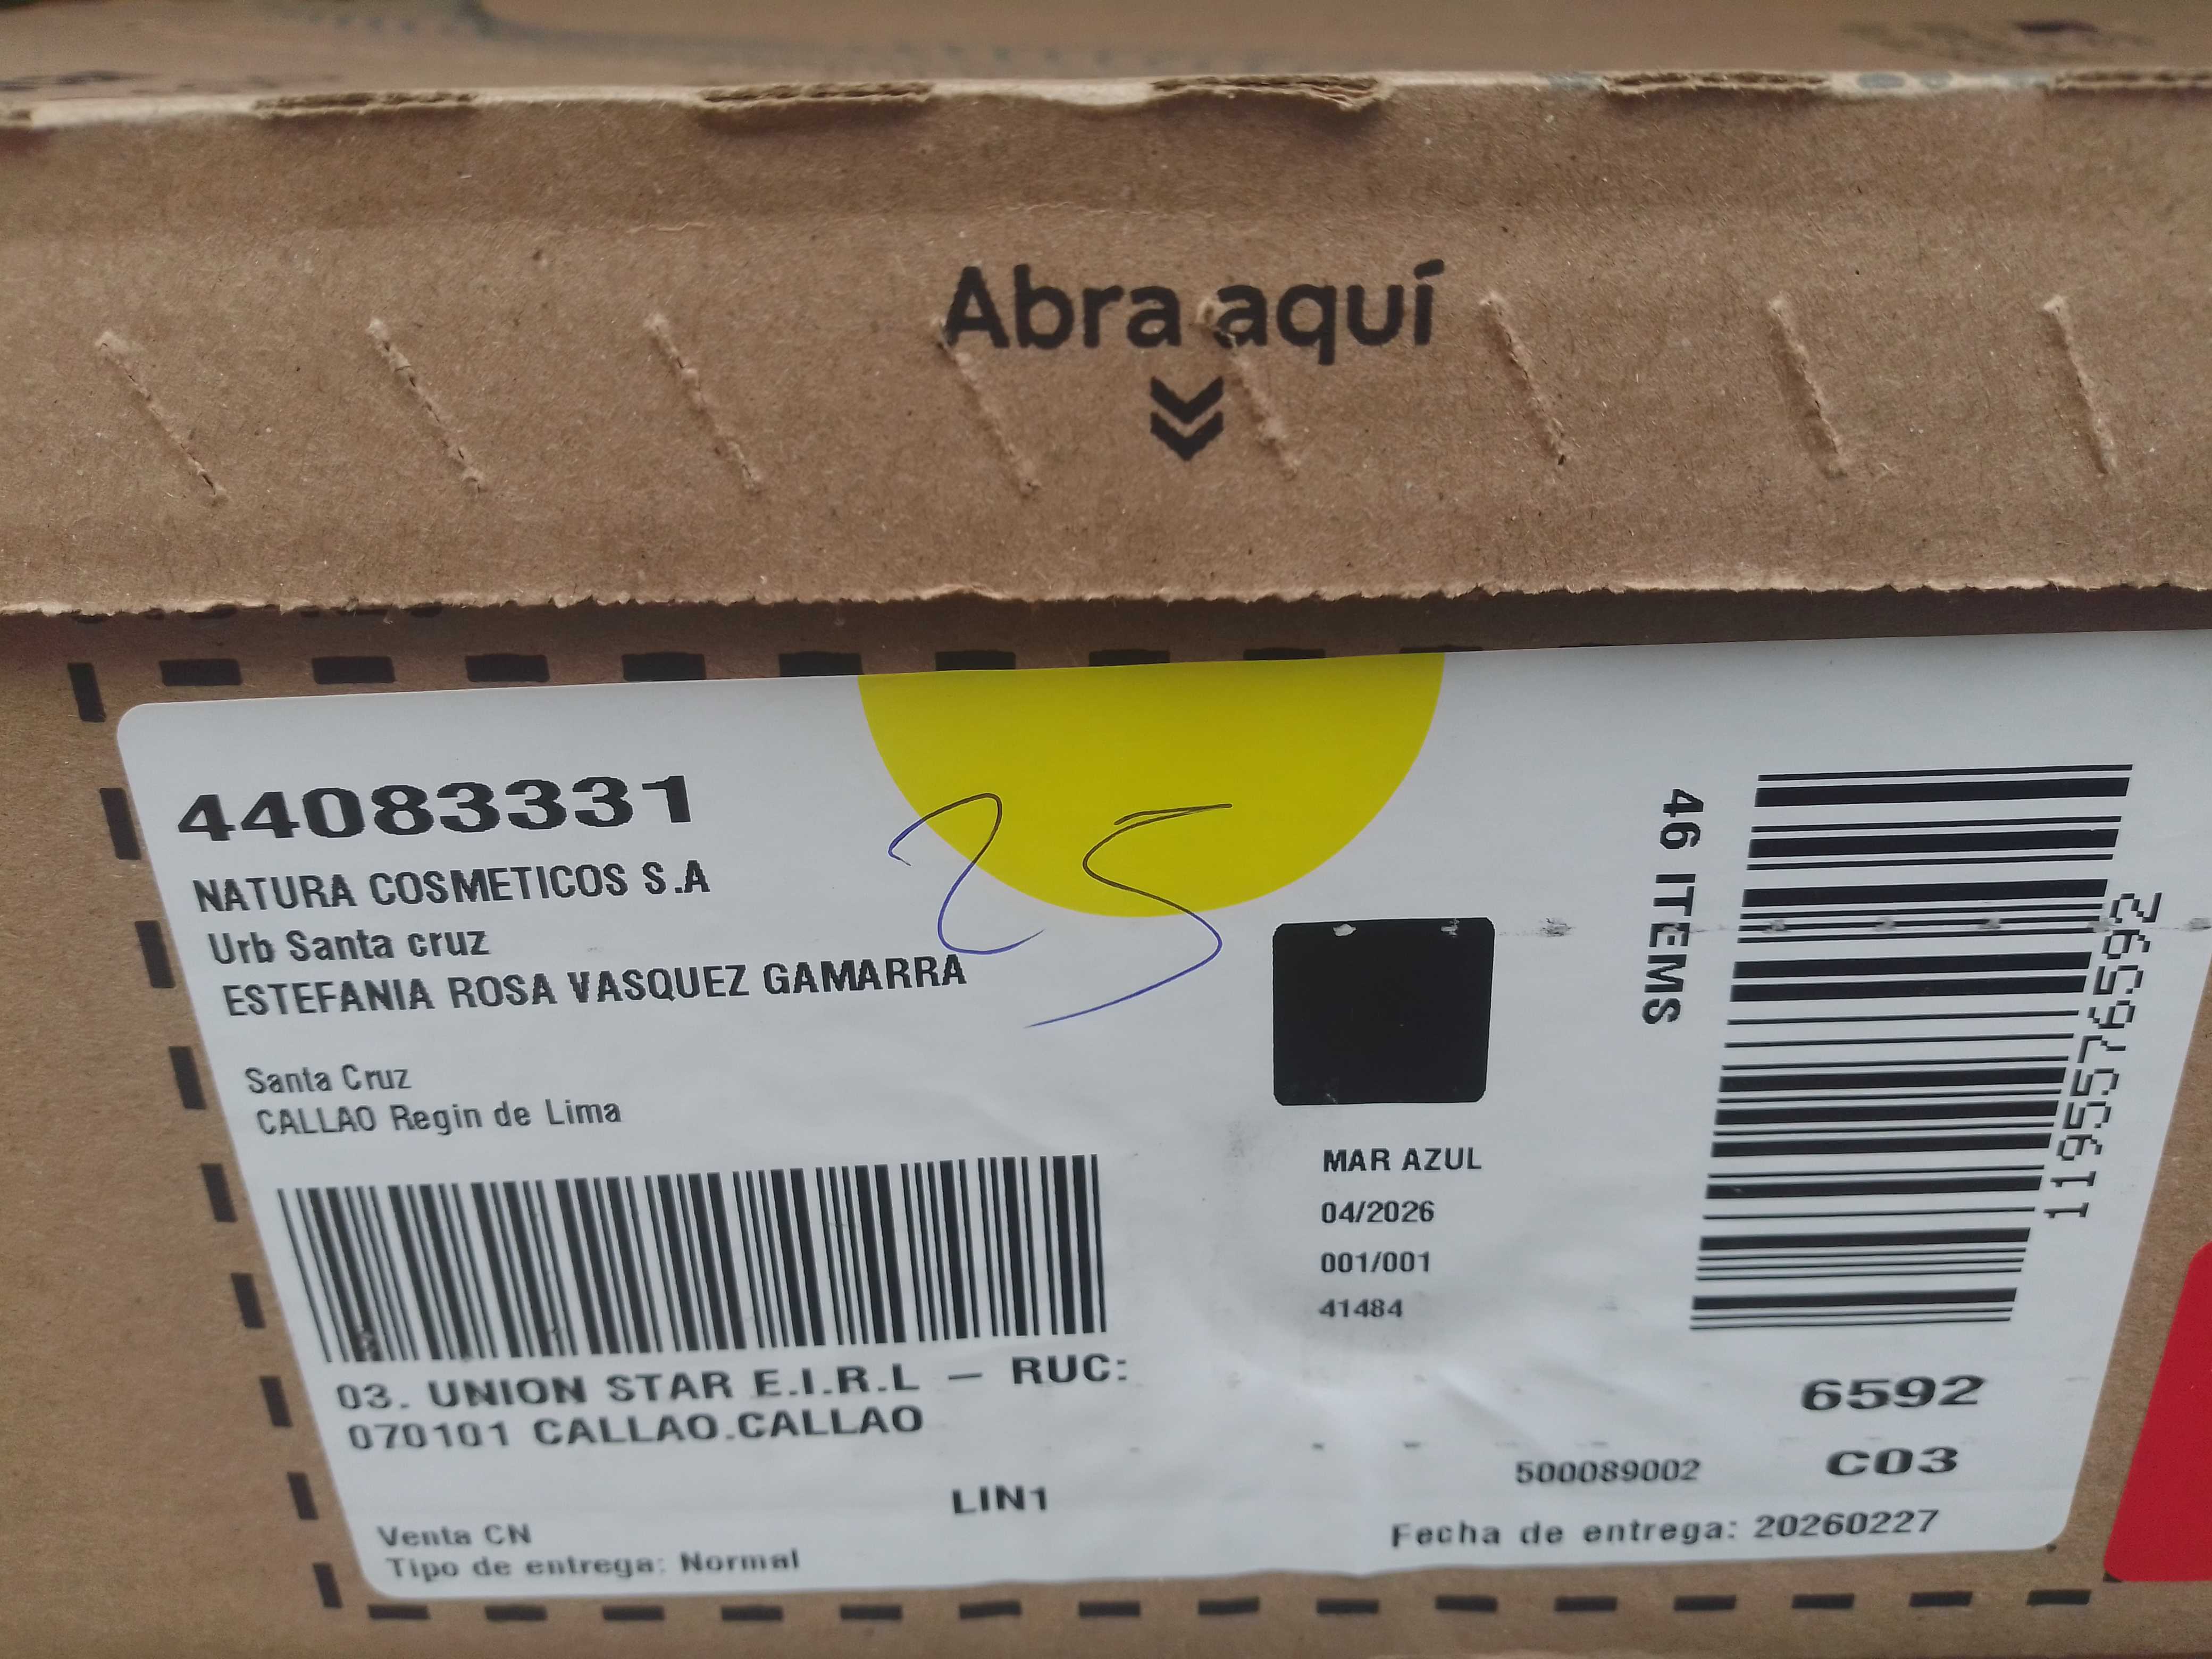 Abra aquí
44083331
NATURA COSMETICOS S.A
Urb Santa cruz
ESTEFANIA ROSA VASQUEZ GAMARRA
25
Santa Cruz
CALLAO Regin de Lima
03. UNION STAR E.I.R.L — RUC:
070101 CALLAO.CALLAO
LIN1
Venta CN
Tipo de entrega: Normal
MAR AZUL
04/2026
001/001
41484
46 ITEMS
1195576592
6592
C03
500089002
Fecha de entrega: 20260227